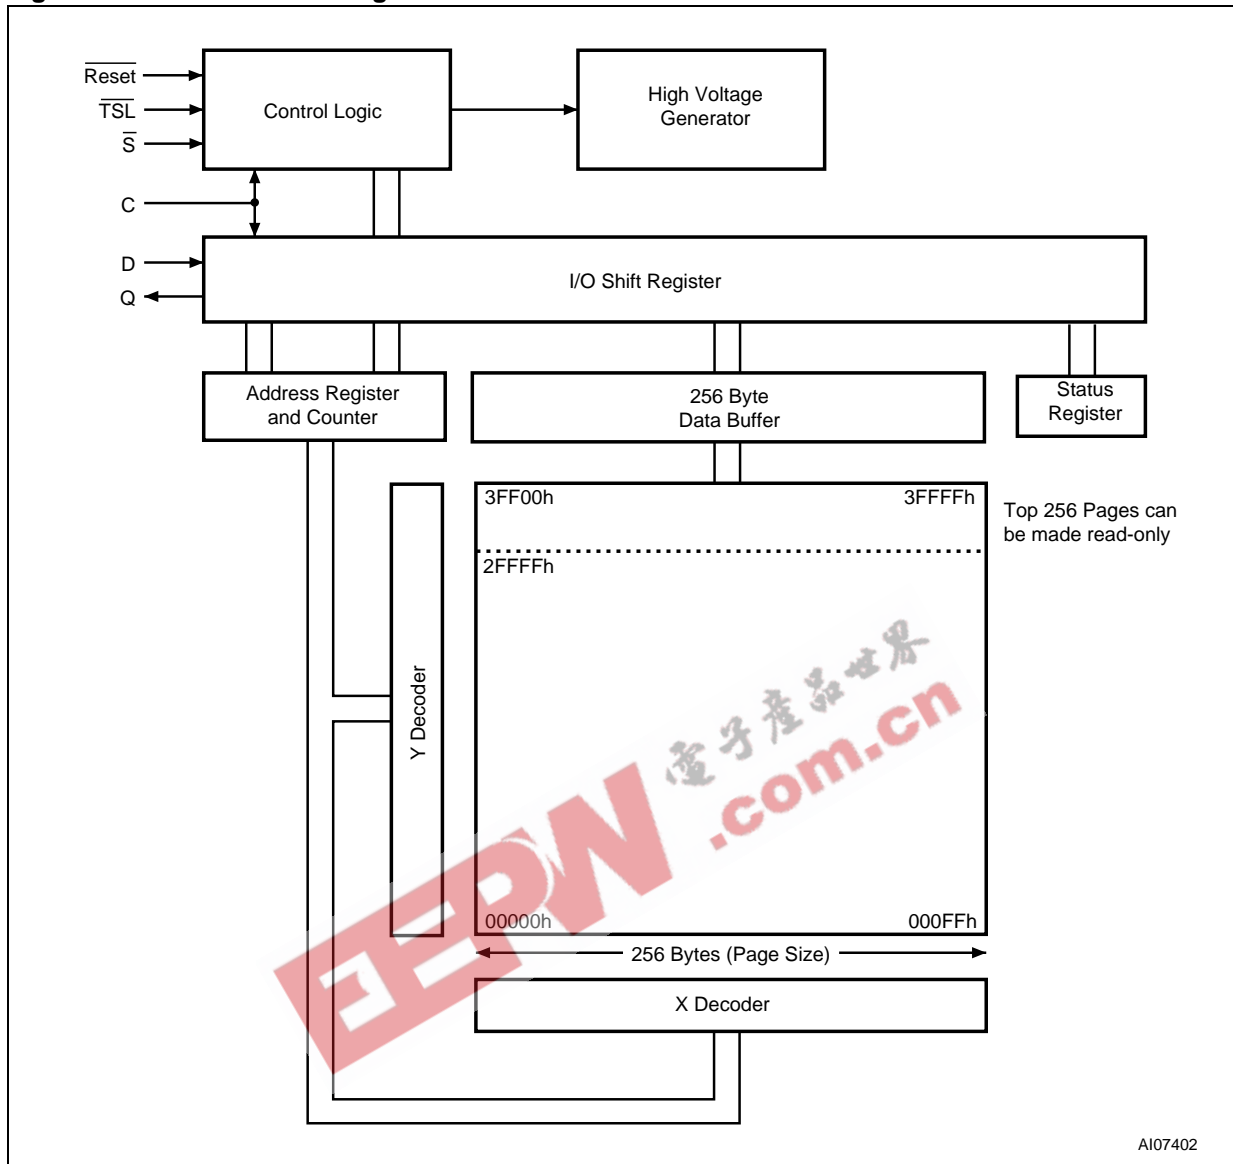 Reset
TSL
S
C
D
Q
Control Logic
High Voltage
Generator
I/O Shift Register
Address Register
and Counter
256 Byte
Data Buffer
Status
Register
3FF00h
3FFFFh
Top 256 Pages can
be made read-only
2FFFFh
Y Decoder
電子產品世界
EEPW
.com.cn
00000h
000FFh
256 Bytes (Page Size)
X Decoder
AI07402